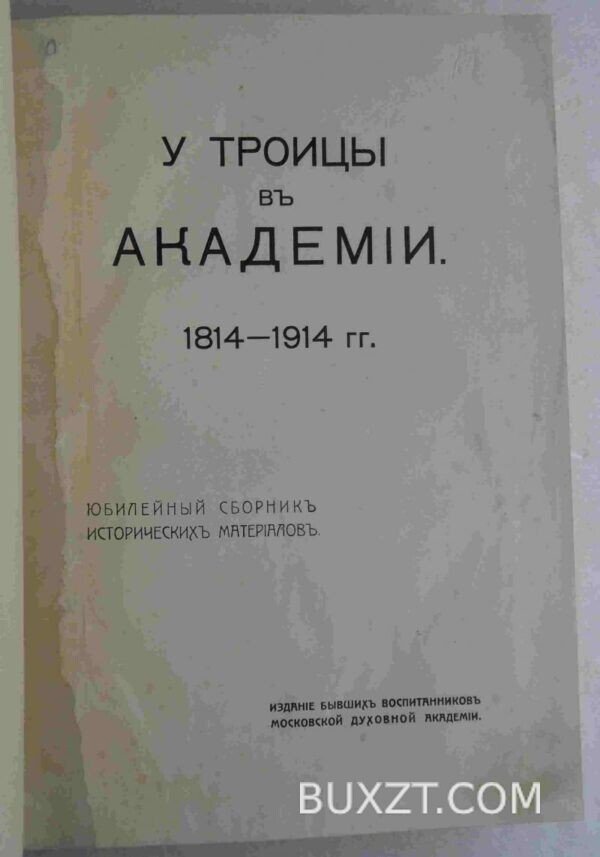 У ТРОИЦЫ
ВЪ
АКАДЕМІИ.
1814—1914 гг.
ЮБИЛЕЙНЫЙ СБОРНИКЪ
ИСТОРИЧЕСКИХЪ МАТЕРІАЛОВЪ.
ИЗДАНІЕ БЫВШИХЪ ВОСПИТАННИКОВЪ
МОСКОВСКОЙ ДУХОВНОЙ АКАДЕМІИ.
BUXZT.COM